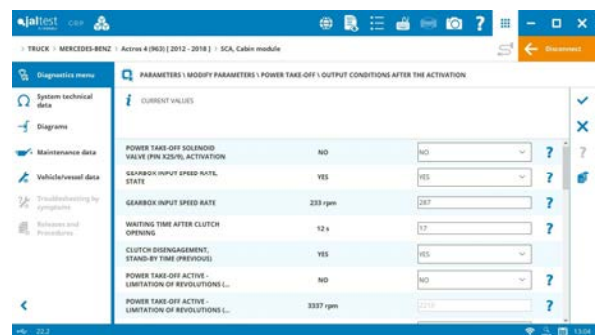 jaltest
GRP
?
TRUCK > MERCEDES-BENZ > Actros 4 (963) [ 2012 - 2018 ] > SCA, Cabin module
Disconnect
Diagnostics menu
PARAMETERS \ MODIFY PARAMETERS \ POWER TAKE-OFF \ OUTPUT CONDITIONS AFTER THE ACTIVATION
System technical
data
i CURRENT VALUES
Diagrams
Maintenance data
Vehicle/vessel data
Troubleshooting by
symptoms
Releases and
Procedures
POWER TAKE-OFF SOLENOID
VALVE (PIN X25/9), ACTIVATION NO NO ?
GEARBOX INPUT SPEED RATE,
STATE YES YES ?
GEARBOX INPUT SPEED RATE 233 rpm 287 ?
WAITING TIME AFTER CLUTCH
OPENING 12 s 17 ?
CLUTCH DISENGAGEMENT,
STAND-BY TIME (PREVIOUS) YES YES
POWER TAKE-OFF ACTIVE -
LIMITATION OF REVOLUTIONS (... NO NO ?
POWER TAKE-OFF ACTIVE -
LIMITATION OF REVOLUTIONS (... 3337 rpm ?
22.2
13:04